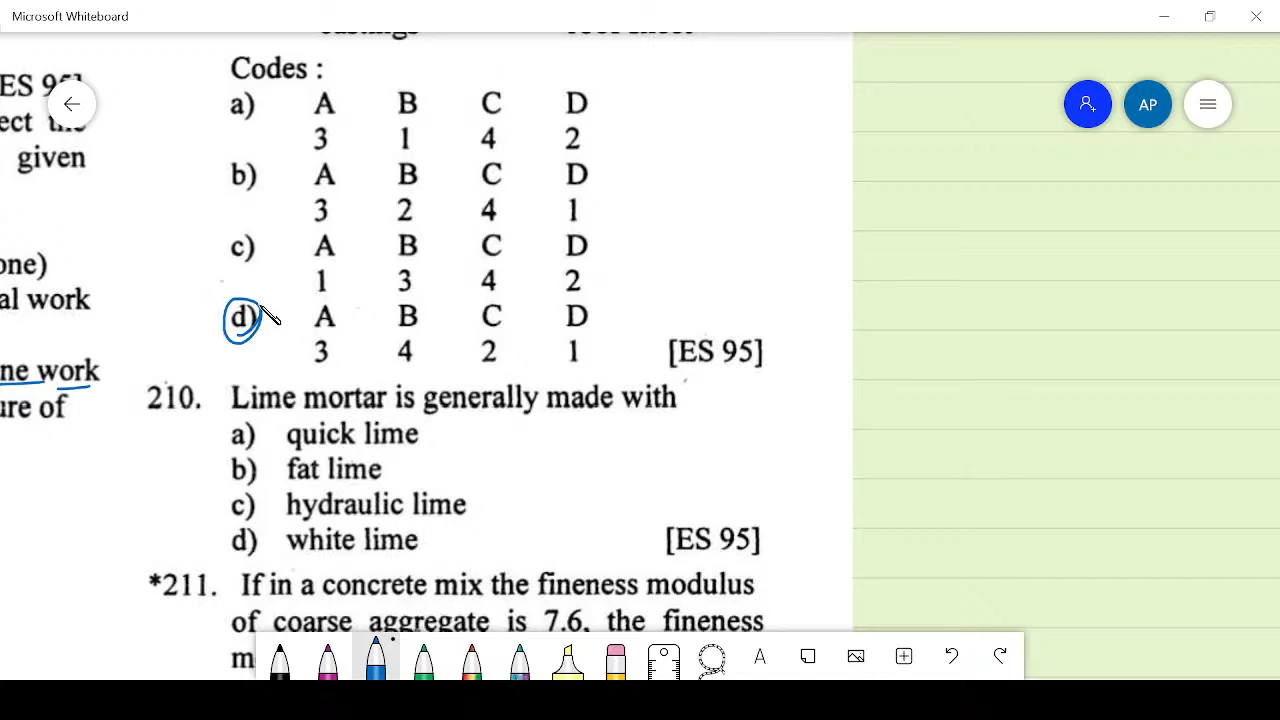 Microsoft Whiteboard
ES 95]
given
one)
al work
ne work
ure of
Codes :
a) A B C D
3 1 4 2
b) A B C D
3 2 4 1
c) A B C D
1 3 4 2
d) A B C D
3 4 2 1 [ES 95]
210. Lime mortar is generally made with
a) quick lime
b) fat lime
c) hydraulic lime
d) white lime [ES 95]
*211. If in a concrete mix the fineness modulus
of coarse aggregate is 7.6, the fineness
m
AP
A